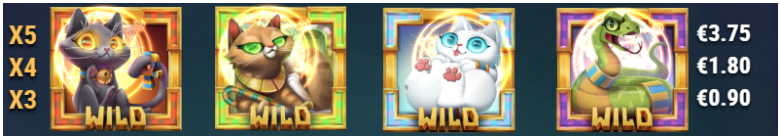 X5 €3.75
X4 €1.80
X3 €0.90
WILD WILD WILD WILD